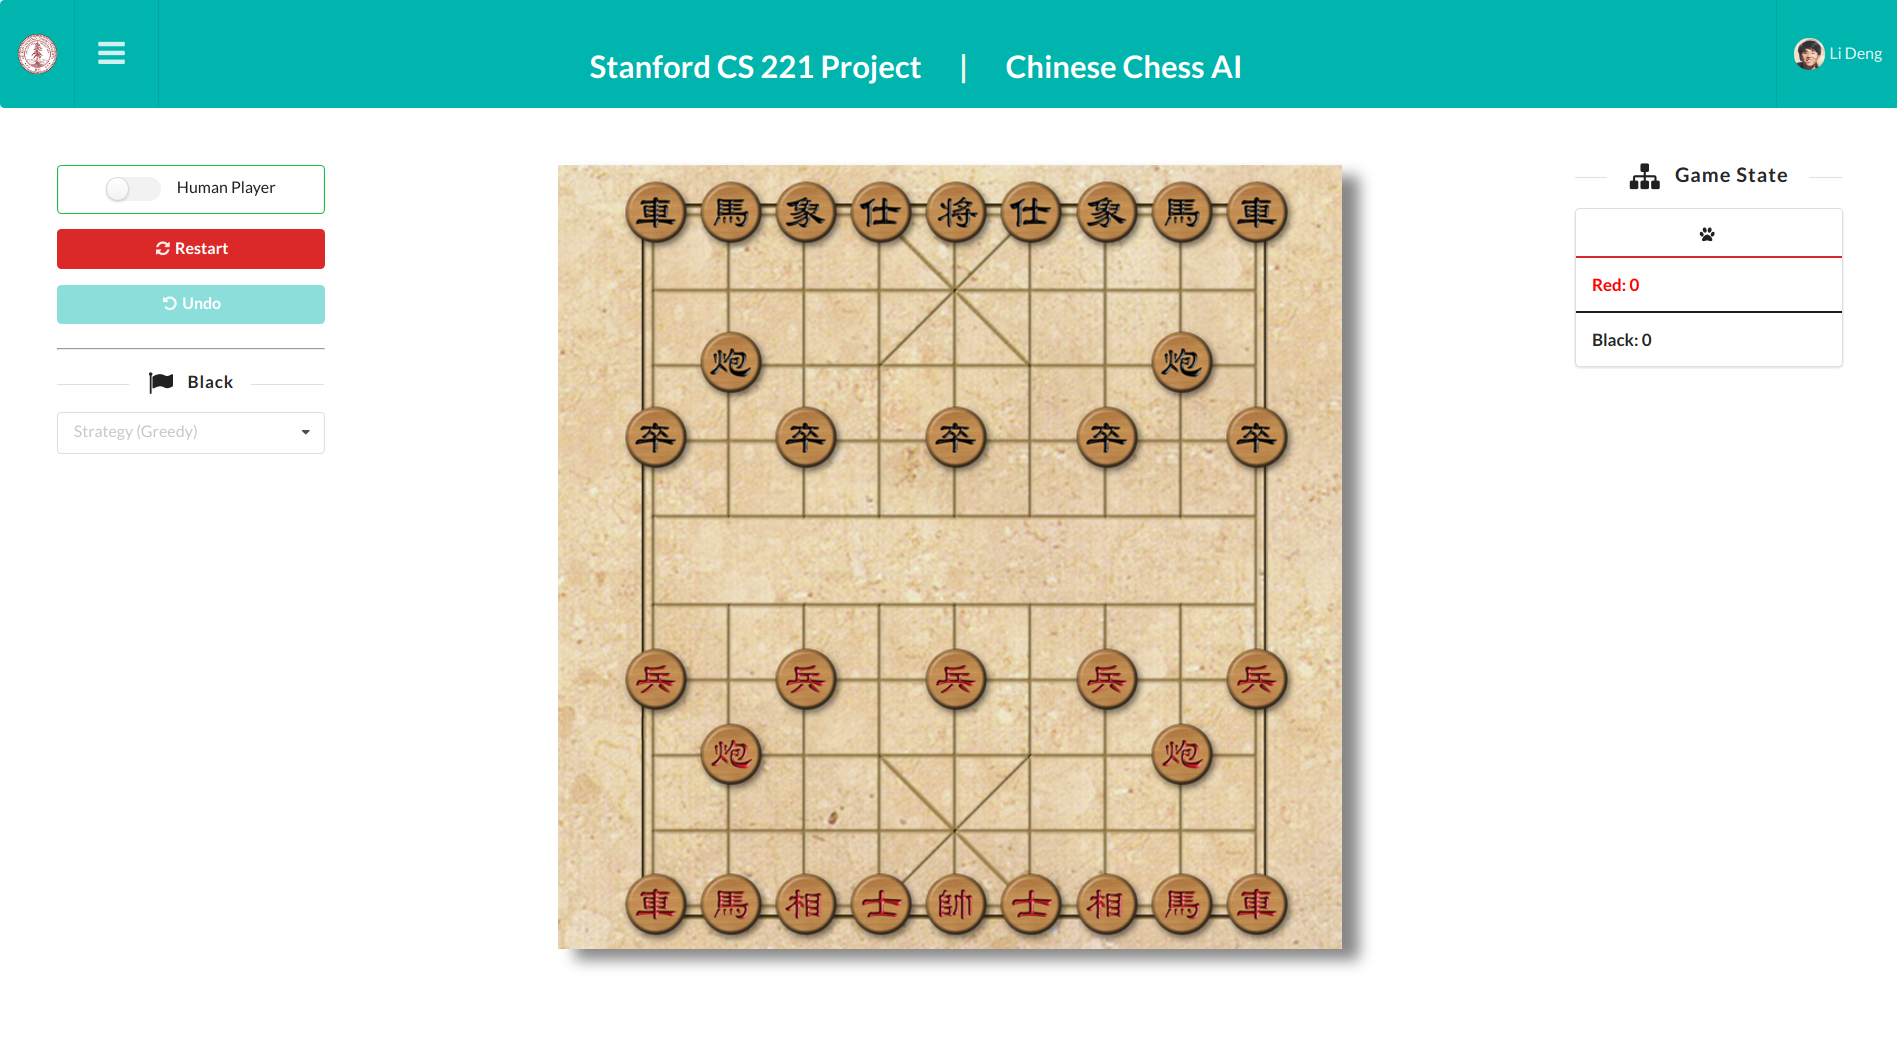 Stanford CS 221 Project | Chinese Chess AI
Li Deng
Human Player
Restart
Undo
Black
Strategy (Greedy)
車 馬 象 仕 将 仕 象 馬 車
炮 炮
卒 卒 卒 卒 卒
兵 兵 兵 兵 兵
炮 炮
車 馬 相 士 帥 士 相 馬 車
Game State
Red: 0
Black: 0